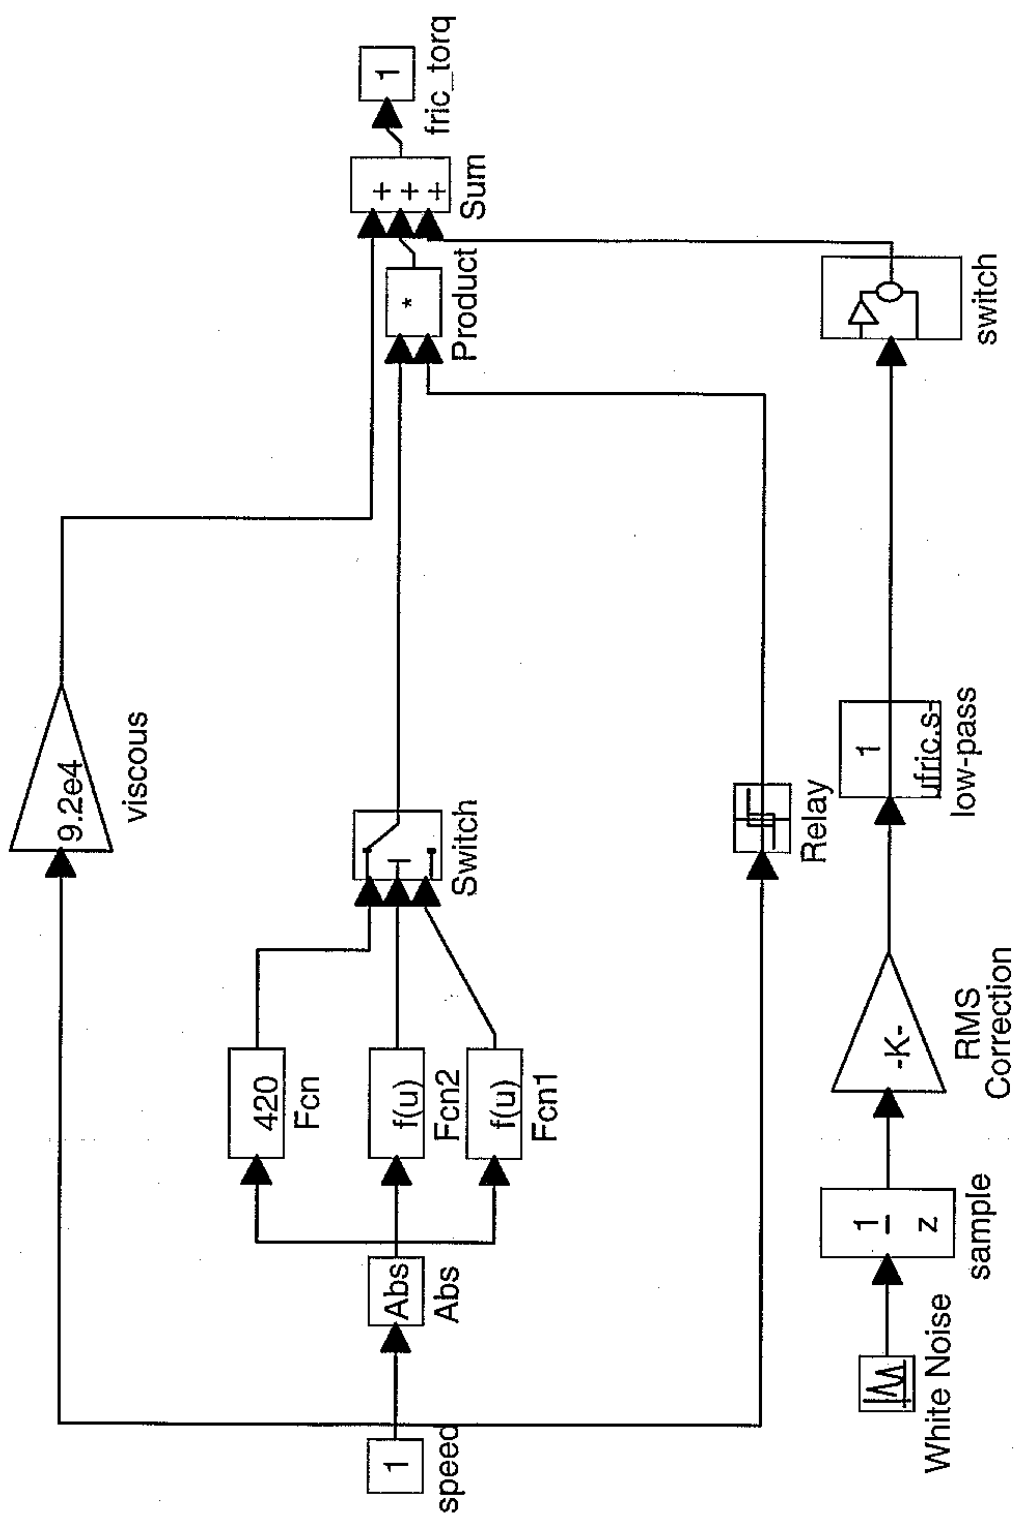 9.2e4
viscous
420
Fcn
1
speed
Abs
Abs
f(u)
Fcn2
f(u)
Fcn1
Switch
*
Product
+
+
+
Sum
1
fric_torq
Relay
White Noise
1
z
sample
-K-
RMS
Correction
1
ufric.s-
low-pass
switch